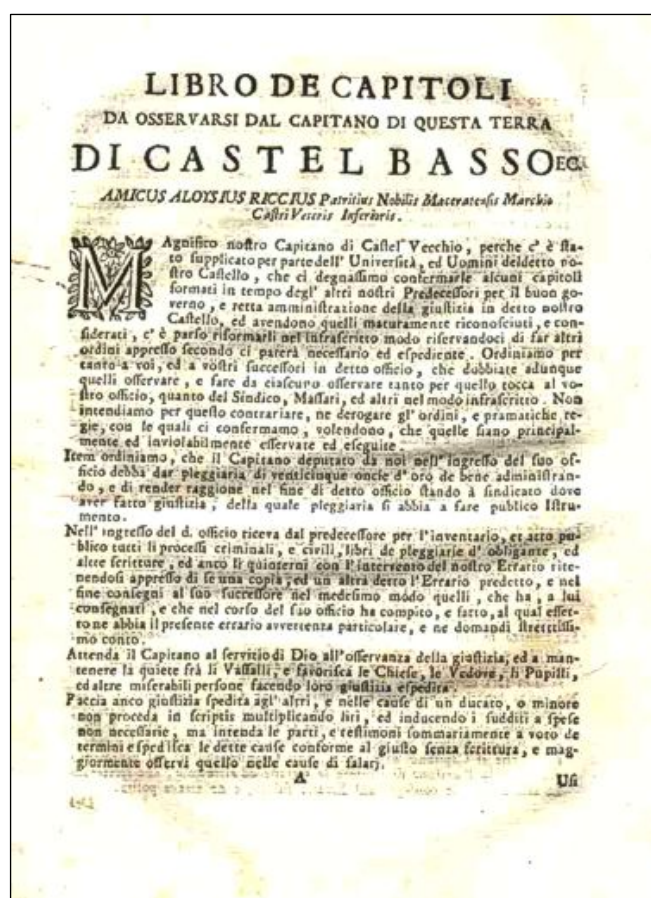 LIBRO DE CAPITOLI
DA OSSERVARSI DAL CAPITANO DI QUESTA TERRA
DI CASTEL BASSO EC.
AMICUS ALOYSIUS RICCIUS Patritius Nobilis Maceratensis Marchio
Castri Veteris Inferioris.
MAgnifico nostro Capitano di Castel Vecchio, perche c' è sta-
to supplicato per parte dell' Università, ed Uomini deldetto no-
stro Castello, che ci degnassimo confermarle alcuni capitoli
formati in tempo degl' altri nostri Predecessori per il buon go-
verno, e retta amministrazione della giustizia in detto nostro
Castello, ed avendono quelli maturamente riconosciuti, e con-
siderati, c' è parso riformarli nel infrascritto modo riservandoci di far altri
ordini appresso secondo ci parerà necessario ed espediente. Ordiniamo per
tanto a voi, ed a vostri successori in detto officio, che dobbiate adunque
quelli osservare, e fare da ciascuno osservare tanto per quello tocca al vo-
stro officio, quanto del Sindico, Massari, ed altri nel modo infrascritto. Non
intendiamo per questo contrariare, ne derogare gl' ordini, e pramatiche re-
gie, con le quali ci confermamo, volendono, che quelle siano principal-
mente ed inviolabilmente osservate ed eseguite.
Item ordiniamo, che il Capitano deputato da noi nell' ingresso del suo of-
ficio debba dar pleggiaria di venticinque oncie d' oro de bene administran-
do, e di render raggione nel fine di detto officio stando à sindicato dove
aver fatto giustizia, della quale pleggiaria si abbia a fare publico Istru-
mento.
Nell' ingresso del d. officio riceva dal predecessore per l' inventario, et atto pu-
blico tutti li processi criminali, e civili, libri de pleggiarie d' obligante, ed
altre scritture, ed anco li quinterni con l' intervento del nostro Errario rite-
nendosi appresso di se una copia, ed un altra detto l' Errario predetto, e nel
fine consegni al suo successore nel medesimo modo quelli, che ha, a lui
consegnati, e che nel corso del suo officio ha compito, e fatto, al qual effet-
to ne abbia il presente errario avvertenza particolare, e ne domandi strettissi-
mo conto.
Attenda il Capitano al servitio di Dio all'osservanza della giustizia, ed a man-
tenere la quiete frà li Vassalli, e favorisca le Chiese, le Vedove, li Pupilli,
ed altre miserabili persone facendo loro giustizia espedita.
Faccia anco giustizia spedita agl' altri, e nelle cause di un ducato, o minore
non proceda in scriptis multiplicando liti, ed inducendo i sudditi a spese
non necessarie, ma intenda le parti, e testimoni sommariamente a voto de
termini e spedisca le dette cause conforme al giusto senza scrittura, e mag-
giormente osservi quello nelle cause di salarj.
A
Usi